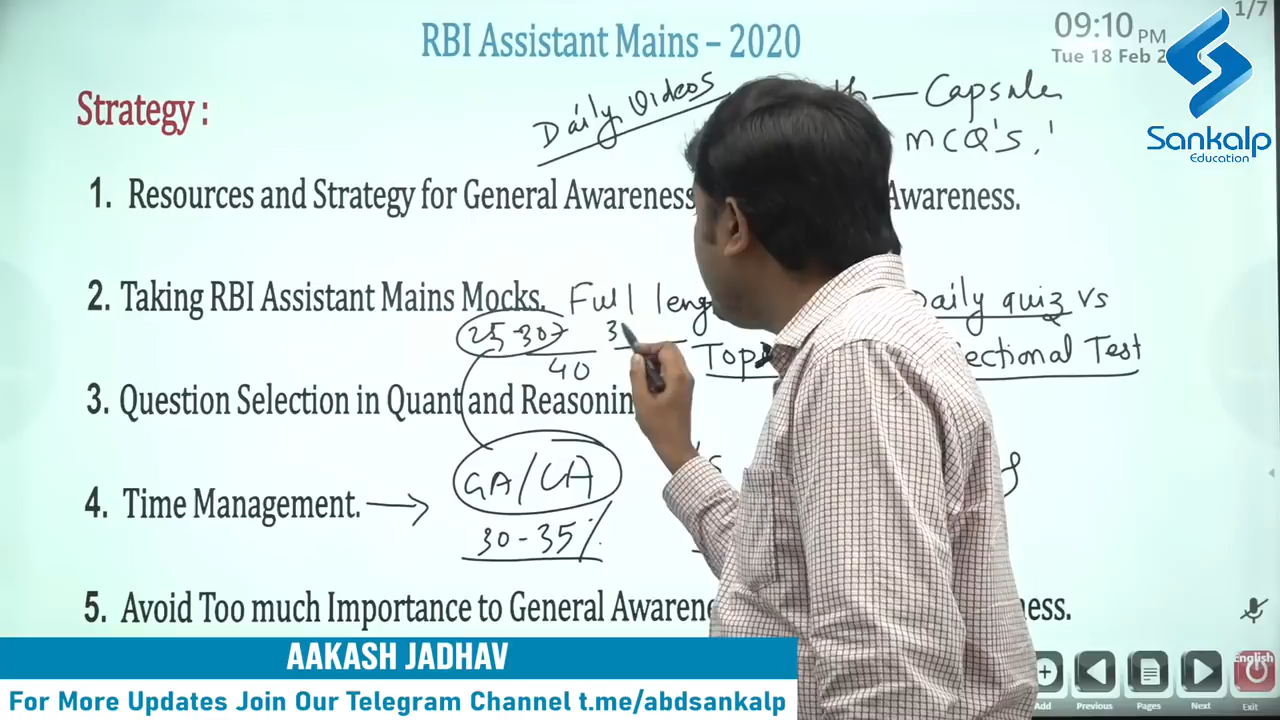 RBI Assistant Mains – 2020
09:10 PM
Tue 18 Feb 2
1/7
Sankalp
Education
Strategy :
Daily Videos
— Capsule
MCQ'S
1. Resources and Strategy for General Awareness Awareness.
2. Taking RBI Assistant Mains Mocks. Full Daily quiz vs
25-30
40
Sectional Test
3. Question Selection in Quant and Reasonin
4. Time Management. → GA/CA
30-35%
5. Avoid Too much Importance to General Awarene
AAKASH JADHAV
For More Updates Join Our Telegram Channel t.me/abdsankalp
Add Previous Pages Next Exit
English